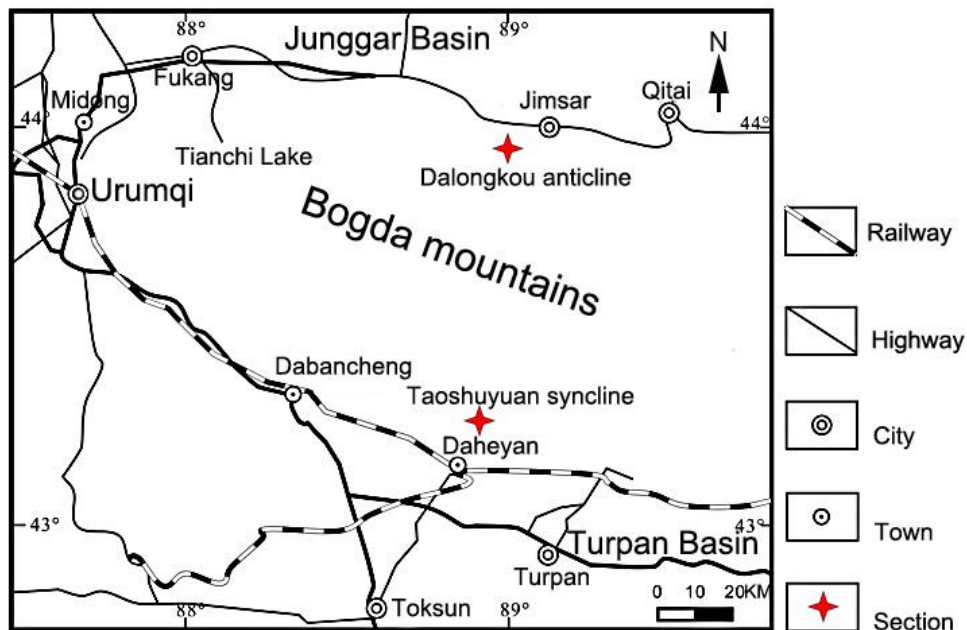 88°
89°
Junggar Basin
N
Fukang
Midong
Jimsar
Qitai
44°
44°
Tianchi Lake
Dalongkou anticline
Urumqi
Bogda mountains
Railway
Highway
Dabancheng
Taoshuyuan syncline
City
Daheyan
Town
43°
43°
Turpan Basin
Turpan
0 10 20KM
88°
Toksun
89°
Section